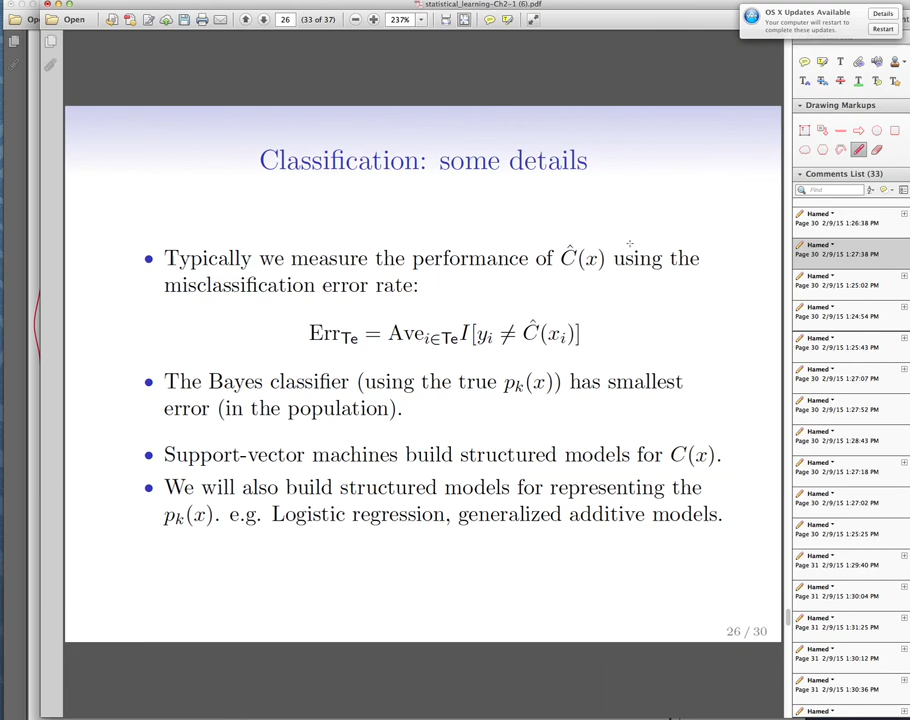 statistical_learning-Ch2-1 (6).pdf
Open
Open
26
(33 of 37)
237%
OS X Updates Available
Your computer will restart to
complete these updates.
Details
Restart
Classification: some details
• Typically we measure the performance of Ĉ(x) using the
misclassification error rate:
Err_Te = Ave_{i∈Te} I[y_i ≠ Ĉ(x_i)]
• The Bayes classifier (using the true p_k(x)) has smallest
error (in the population).
• Support-vector machines build structured models for C(x).
• We will also build structured models for representing the
p_k(x). e.g. Logistic regression, generalized additive models.
26 / 30
Drawing Markups
Comments List (33)
Find
Hamed
Page 30 2/9/15 1:26:38 PM
Hamed
Page 30 2/9/15 1:27:38 PM
Hamed
Page 30 2/9/15 1:25:02 PM
Hamed
Page 30 2/9/15 1:24:54 PM
Hamed
Page 30 2/9/15 1:25:43 PM
Hamed
Page 30 2/9/15 1:27:07 PM
Hamed
Page 30 2/9/15 1:27:52 PM
Hamed
Page 30 2/9/15 1:28:43 PM
Hamed
Page 30 2/9/15 1:27:18 PM
Hamed
Page 30 2/9/15 1:27:02 PM
Hamed
Page 30 2/9/15 1:25:25 PM
Hamed
Page 31 2/9/15 1:29:40 PM
Hamed
Page 31 2/9/15 1:30:04 PM
Hamed
Page 31 2/9/15 1:31:25 PM
Hamed
Page 31 2/9/15 1:30:12 PM
Hamed
Page 31 2/9/15 1:30:36 PM
Hamed